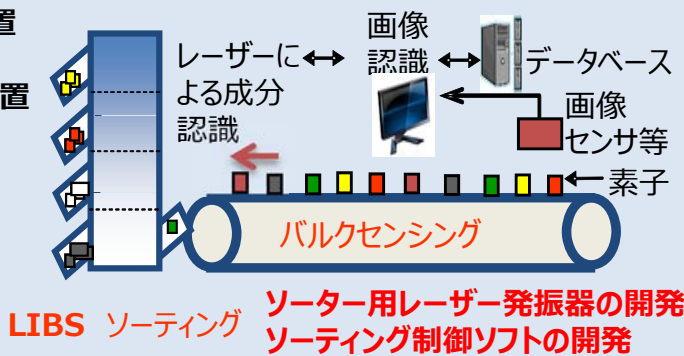 置
置
レーザーに
よる成分
認識
画像
認識
データベース
画像
センサ等
素子
バルクセンシング
LIBS ソーティング
ソーター用レーザー発振器の開発
ソーティング制御ソフトの開発